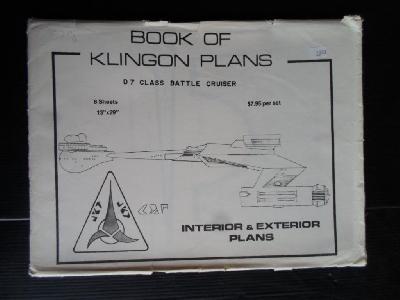 BOOK OF
KLINGON PLANS
D7 CLASS BATTLE CRUISER
8 Sheets
13"x29"
$7.95 per set
INTERIOR & EXTERIOR
PLANS